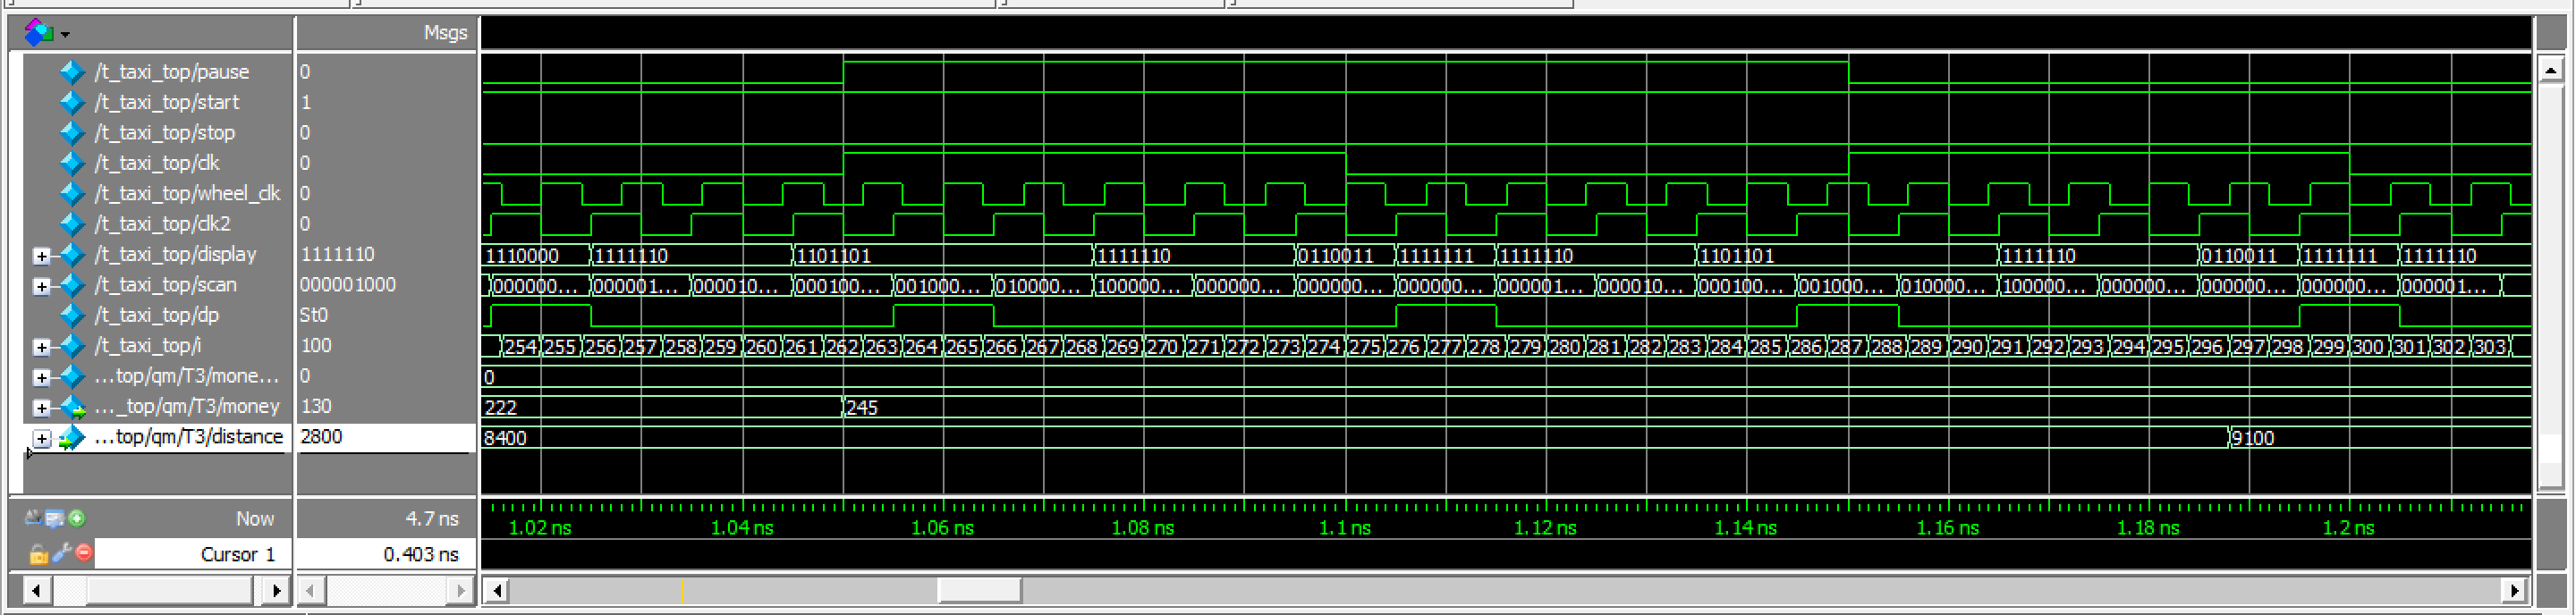 Msgs
/t_taxi_top/pause 0
/t_taxi_top/start 1
/t_taxi_top/stop 0
/t_taxi_top/clk 0
/t_taxi_top/wheel_clk 0
/t_taxi_top/clk2 0
/t_taxi_top/display 1111110 1110000 1111110 1101101 1111110 0110011 1111111 1111110 1101101 1111110 0110011 1111111 1111110
/t_taxi_top/scan 000001000 000000... 000001... 000010... 000100... 001000... 010000... 100000... 000000... 000000... 000000... 000001... 000010... 000100... 001000... 010000... 100000... 000000... 000000... 000000... 000001...
/t_taxi_top/dp St0
/t_taxi_top/i 100 254 255 256 257 258 259 260 261 262 263 264 265 266 267 268 269 270 271 272 273 274 275 276 277 278 279 280 281 282 283 284 285 286 287 288 289 290 291 292 293 294 295 296 297 298 299 300 301 302 303
...top/qm/T3/mone... 0 0
..._top/qm/T3/money 130 222 245
...top/qm/T3/distance 2800 8400 9100
Now 4.7 ns 1.02 ns 1.04 ns 1.06 ns 1.08 ns 1.1 ns 1.12 ns 1.14 ns 1.16 ns 1.18 ns 1.2 ns
Cursor 1 0.403 ns